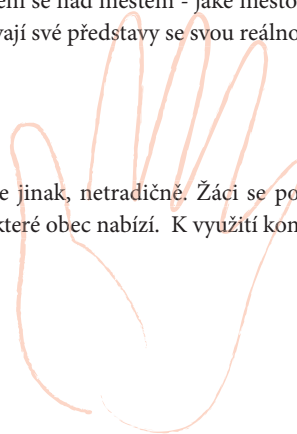 ení se nad městem - jaké město
vají své představy se svou reálno
e jinak, netradičně. Žáci se po
které obec nabízí. K využití kon